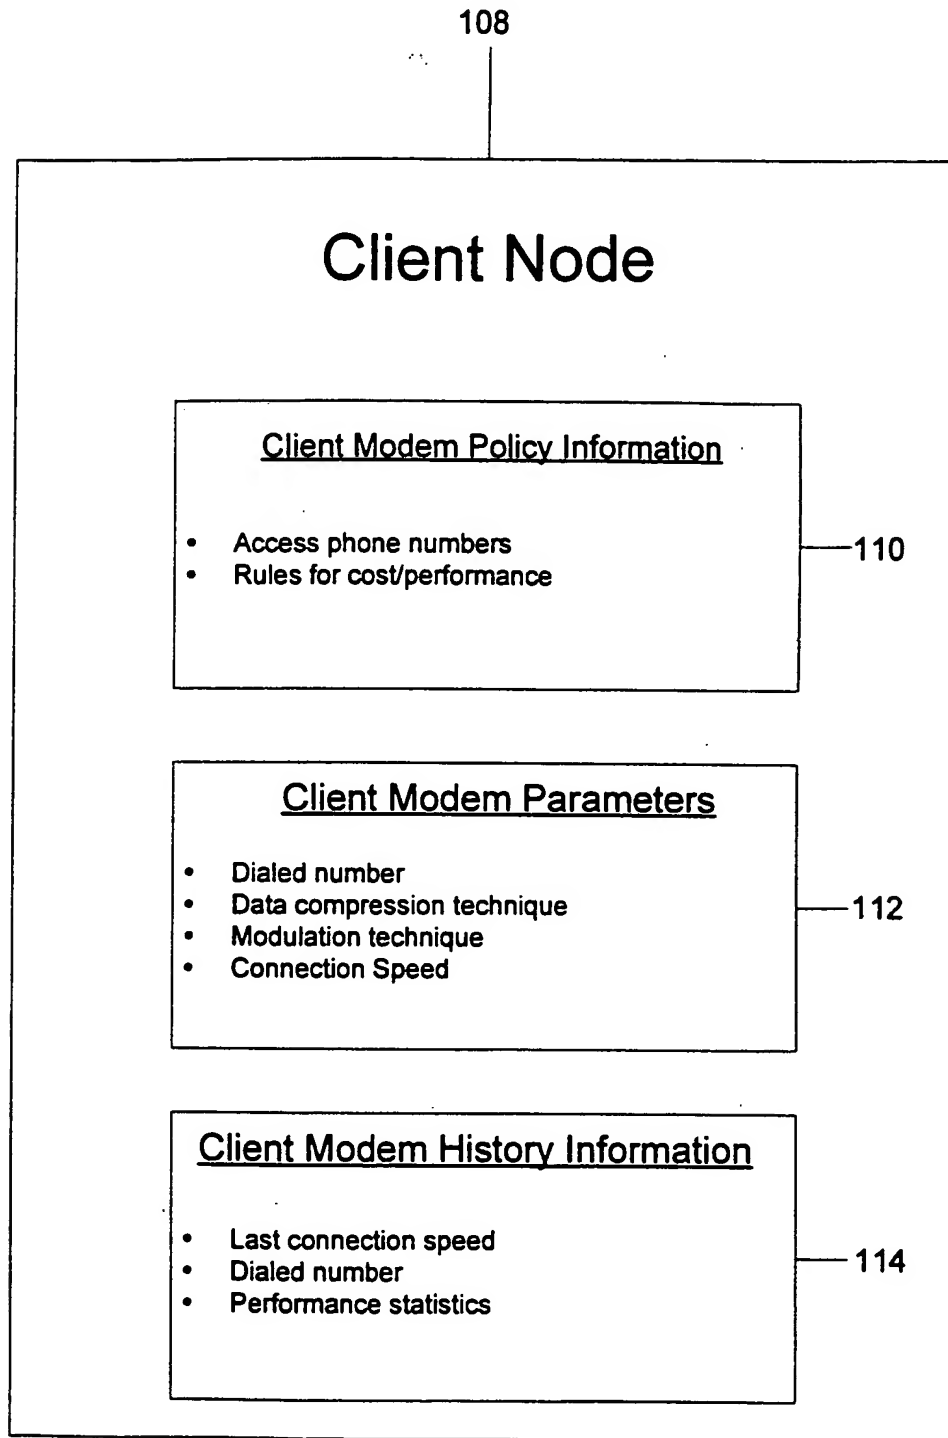 108
Client Node
Client Modem Policy Information
• Access phone numbers
• Rules for cost/performance
110
Client Modem Parameters
• Dialed number
• Data compression technique
• Modulation technique
• Connection Speed
112
Client Modem History Information
• Last connection speed
• Dialed number
• Performance statistics
114